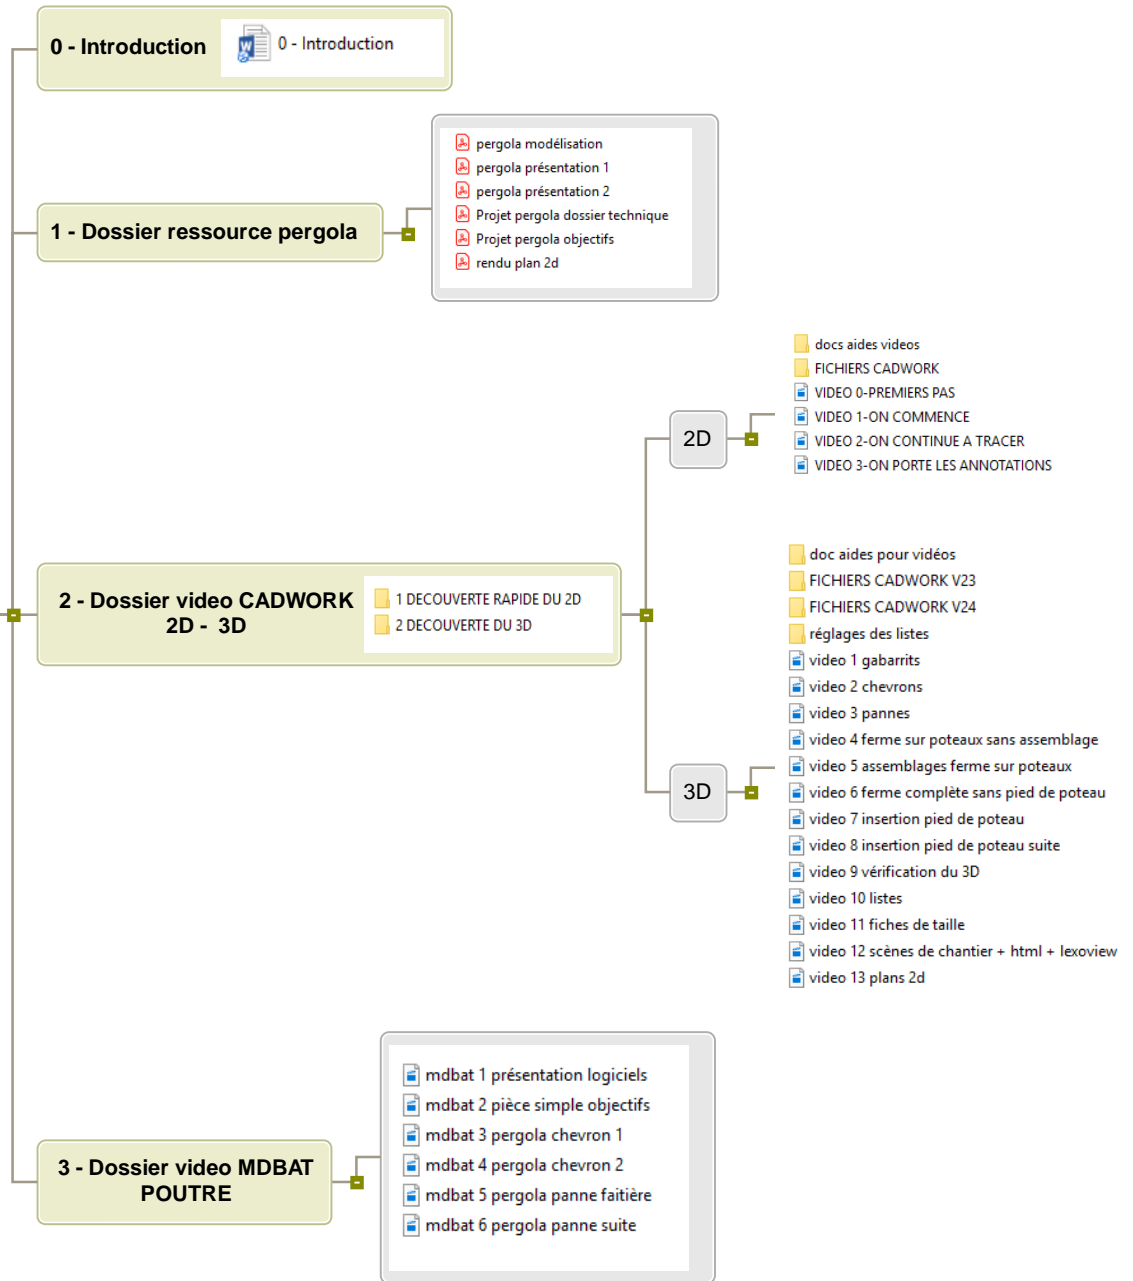 0 - Introduction
0 - Introduction
pergola modélisation
pergola présentation 1
pergola présentation 2
Projet pergola dossier technique
Projet pergola objectifs
rendu plan 2d
1 - Dossier ressource pergola
docs aides videos
FICHIERS CADWORK
VIDEO 0-PREMIERS PAS
VIDEO 1-ON COMMENCE
VIDEO 2-ON CONTINUE A TRACER
VIDEO 3-ON PORTE LES ANNOTATIONS
2D
2 - Dossier video CADWORK
2D - 3D
1 DECOUVERTE RAPIDE DU 2D
2 DECOUVERTE DU 3D
doc aides pour vidéos
FICHIERS CADWORK V23
FICHIERS CADWORK V24
réglages des listes
video 1 gabarrits
video 2 chevrons
video 3 pannes
video 4 ferme sur poteaux sans assemblage
video 5 assemblages ferme sur poteaux
video 6 ferme complète sans pied de poteau
video 7 insertion pied de poteau
video 8 insertion pied de poteau suite
video 9 vérification du 3D
video 10 listes
video 11 fiches de taille
video 12 scènes de chantier + html + lexoview
video 13 plans 2d
3D
mdbat 1 présentation logiciels
mdbat 2 pièce simple objectifs
mdbat 3 pergola chevron 1
mdbat 4 pergola chevron 2
mdbat 5 pergola panne faitière
mdbat 6 pergola panne suite
3 - Dossier video MDBAT
POUTRE